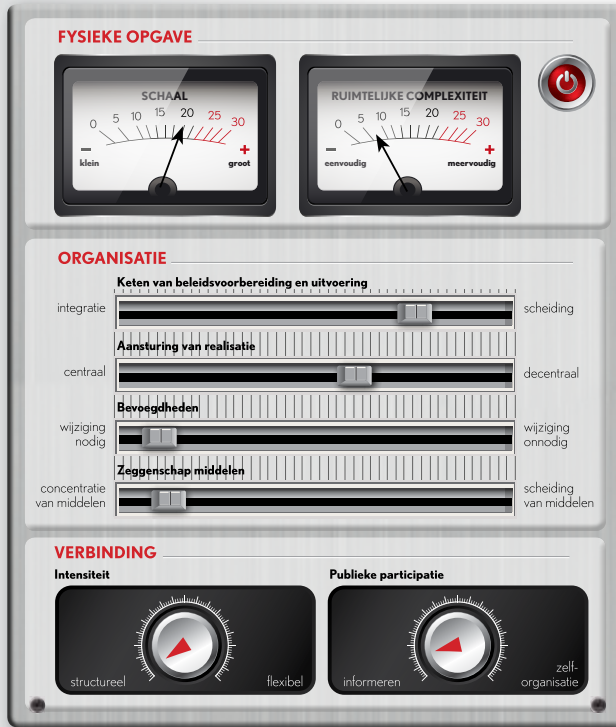 FYSIEKE OPGAVE
SCHAAL
0 5 10 15 20 25 30
– +
klein groot
RUIMTELIJKE COMPLEXITEIT
0 5 10 15 20 25 30
– +
eenvoudig meervoudig
ORGANISATIE
Keten van beleidsvoorbereiding en uitvoering
integratie scheiding
Aansturing van realisatie
centraal decentraal
Bevoegdheden
wijziging nodig
wijziging onnodig
Zeggenschap middelen
concentratie van middelen
scheiding van middelen
VERBINDING
Intensiteit
structureel flexibel
Publieke participatie
informeren
zelf-
organisatie